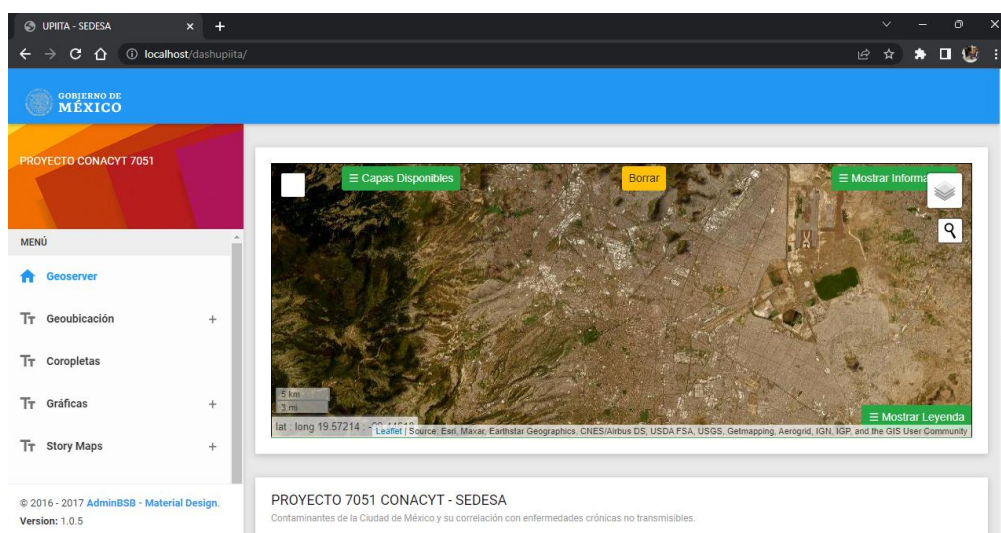 UPIITA - SEDESA
localhost/dashupiita/
GOBIERNO DE
MÉXICO
PROYECTO CONACYT 7051
MENÚ
Geoserver
Geoubicación
Coropletas
Gráficas
Story Maps
© 2016 - 2017 AdminBSB - Material Design.
Version: 1.0.5
Capas Disponibles
Borrar
Mostrar Informa
5 km
3 mi
lat : long 19.57214 :
Mostrar Leyenda
Leaflet | Source: Esri, Maxar, Earthstar Geographics, CNES/Airbus DS, USDA FSA, USGS, Getmapping, Aerogrid, IGN, IGP, and the GIS User Community
PROYECTO 7051 CONACYT - SEDESA
Contaminantes de la Ciudad de México y su correlación con enfermedades crónicas no transmisibles.